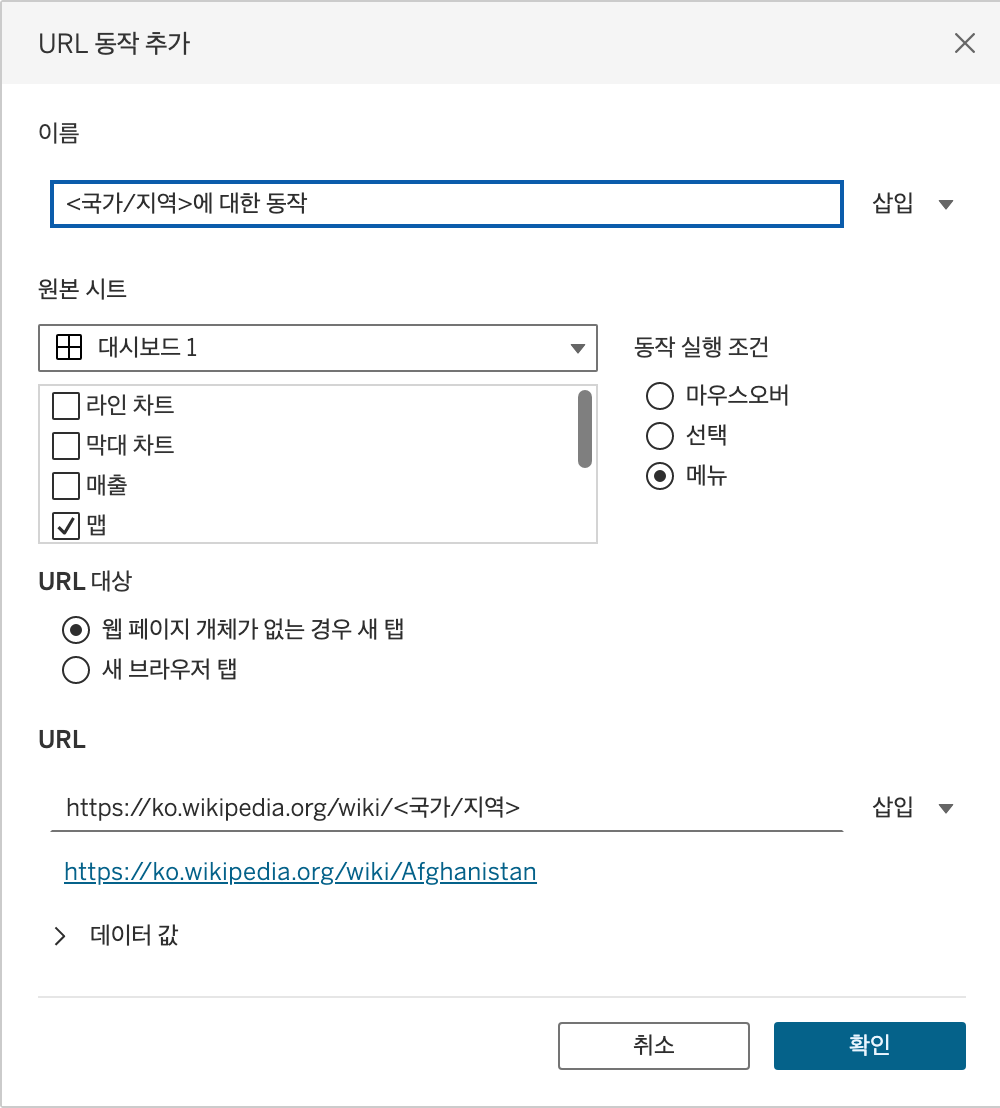 URL 동작 추가
이름
<국가/지역>에 대한 동작
삽입
원본 시트
대시보드 1
라인 차트
막대 차트
매출
맵
동작 실행 조건
마우스오버
선택
메뉴
URL 대상
웹 페이지 개체가 없는 경우 새 탭
새 브라우저 탭
URL
https://ko.wikipedia.org/wiki/<국가/지역>
삽입
https://ko.wikipedia.org/wiki/Afghanistan
데이터 값
취소
확인